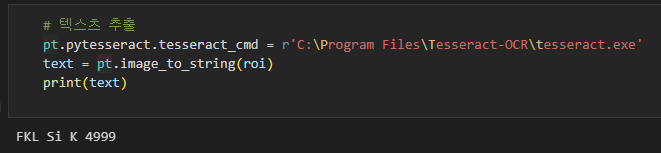 # 텍스츠 추출
pt.pytesseract.tesseract_cmd = r'C:\Program Files\Tesseract-OCR\tesseract.exe'
text = pt.image_to_string(roi)
print(text)
FKL Si K 4999